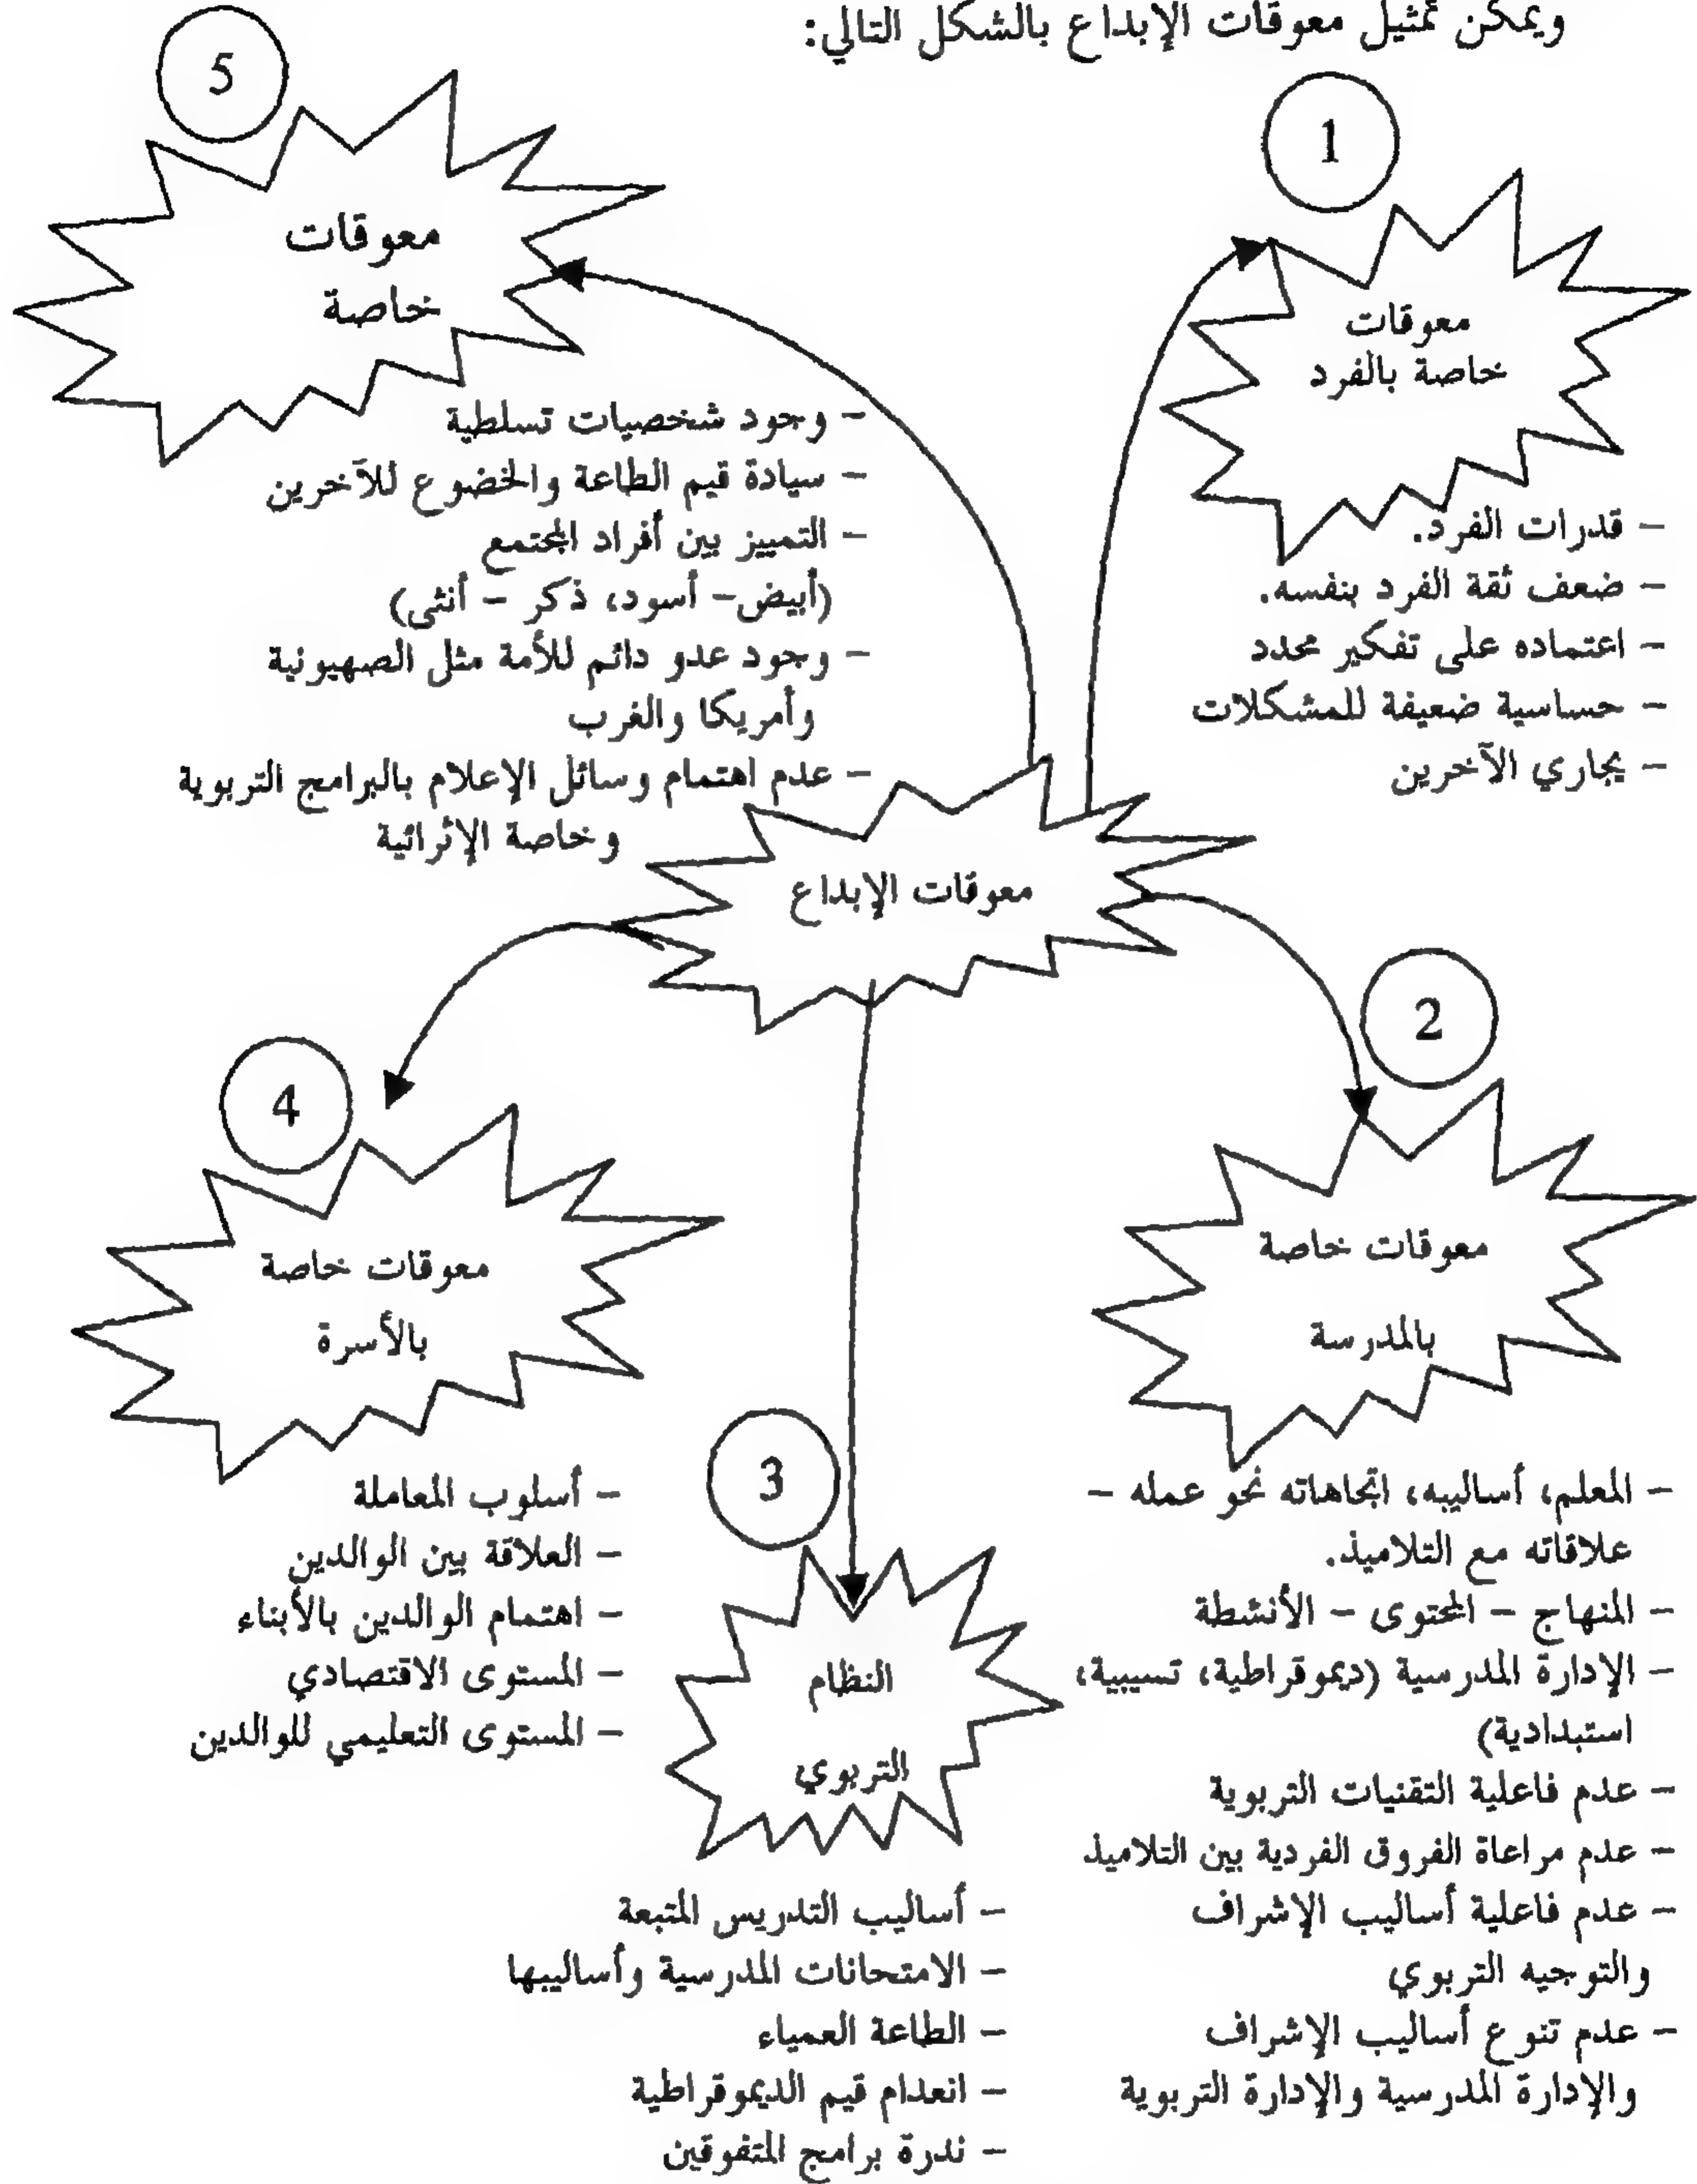 ويمكن تمثيل معوقات الإبداع بالشكل التالي:
1
معوقات
خاصة بالفرد
– قدرات الفرد.
– ضعف ثقة الفرد بنفسه.
– اعتماده على تفكير محدد
– حساسية ضعيفة للمشكلات
– يجاري الآخرين
5
معوقات
خاصة
– وجود شخصيات تسلطية
– سيادة قيم الطاعة والخضوع للآخرين
– التمييز بين أفراد المجتمع
(أبيض– أسود، ذكر – أنثى)
– وجود عدو دائم للأمة مثل الصهيونية
وأمريكا والغرب
– عدم اهتمام وسائل الإعلام بالبرامج التربوية
وخاصة الإثرائية
معوقات الإبداع
2
معوقات خاصة
بالمدرسة
– المعلم، أساليبه، اتجاهاته نحو عمله –
علاقاته مع التلاميذ.
– المنهاج – المحتوى – الأنشطة
– الإدارة المدرسية (ديموقراطية، تسيبية،
استبدادية)
– عدم فاعلية التقنيات التربوية
– عدم مراعاة الفروق الفردية بين التلاميذ
– عدم فاعلية أساليب الإشراف
والتوجيه التربوي
– عدم تنوع أساليب الإشراف
والإدارة المدرسية والإدارة التربوية
4
معوقات خاصة
بالأسرة
– أسلوب المعاملة
– العلاقة بين الوالدين
– اهتمام الوالدين بالأبناء
– المستوى الاقتصادي
– المستوى التعليمي للوالدين
3
النظام
التربوي
– أساليب التدريس المتبعة
– الامتحانات المدرسية وأساليبها
– الطاعة العمياء
– انعدام قيم الديموقراطية
– ندرة برامج المتفوقين